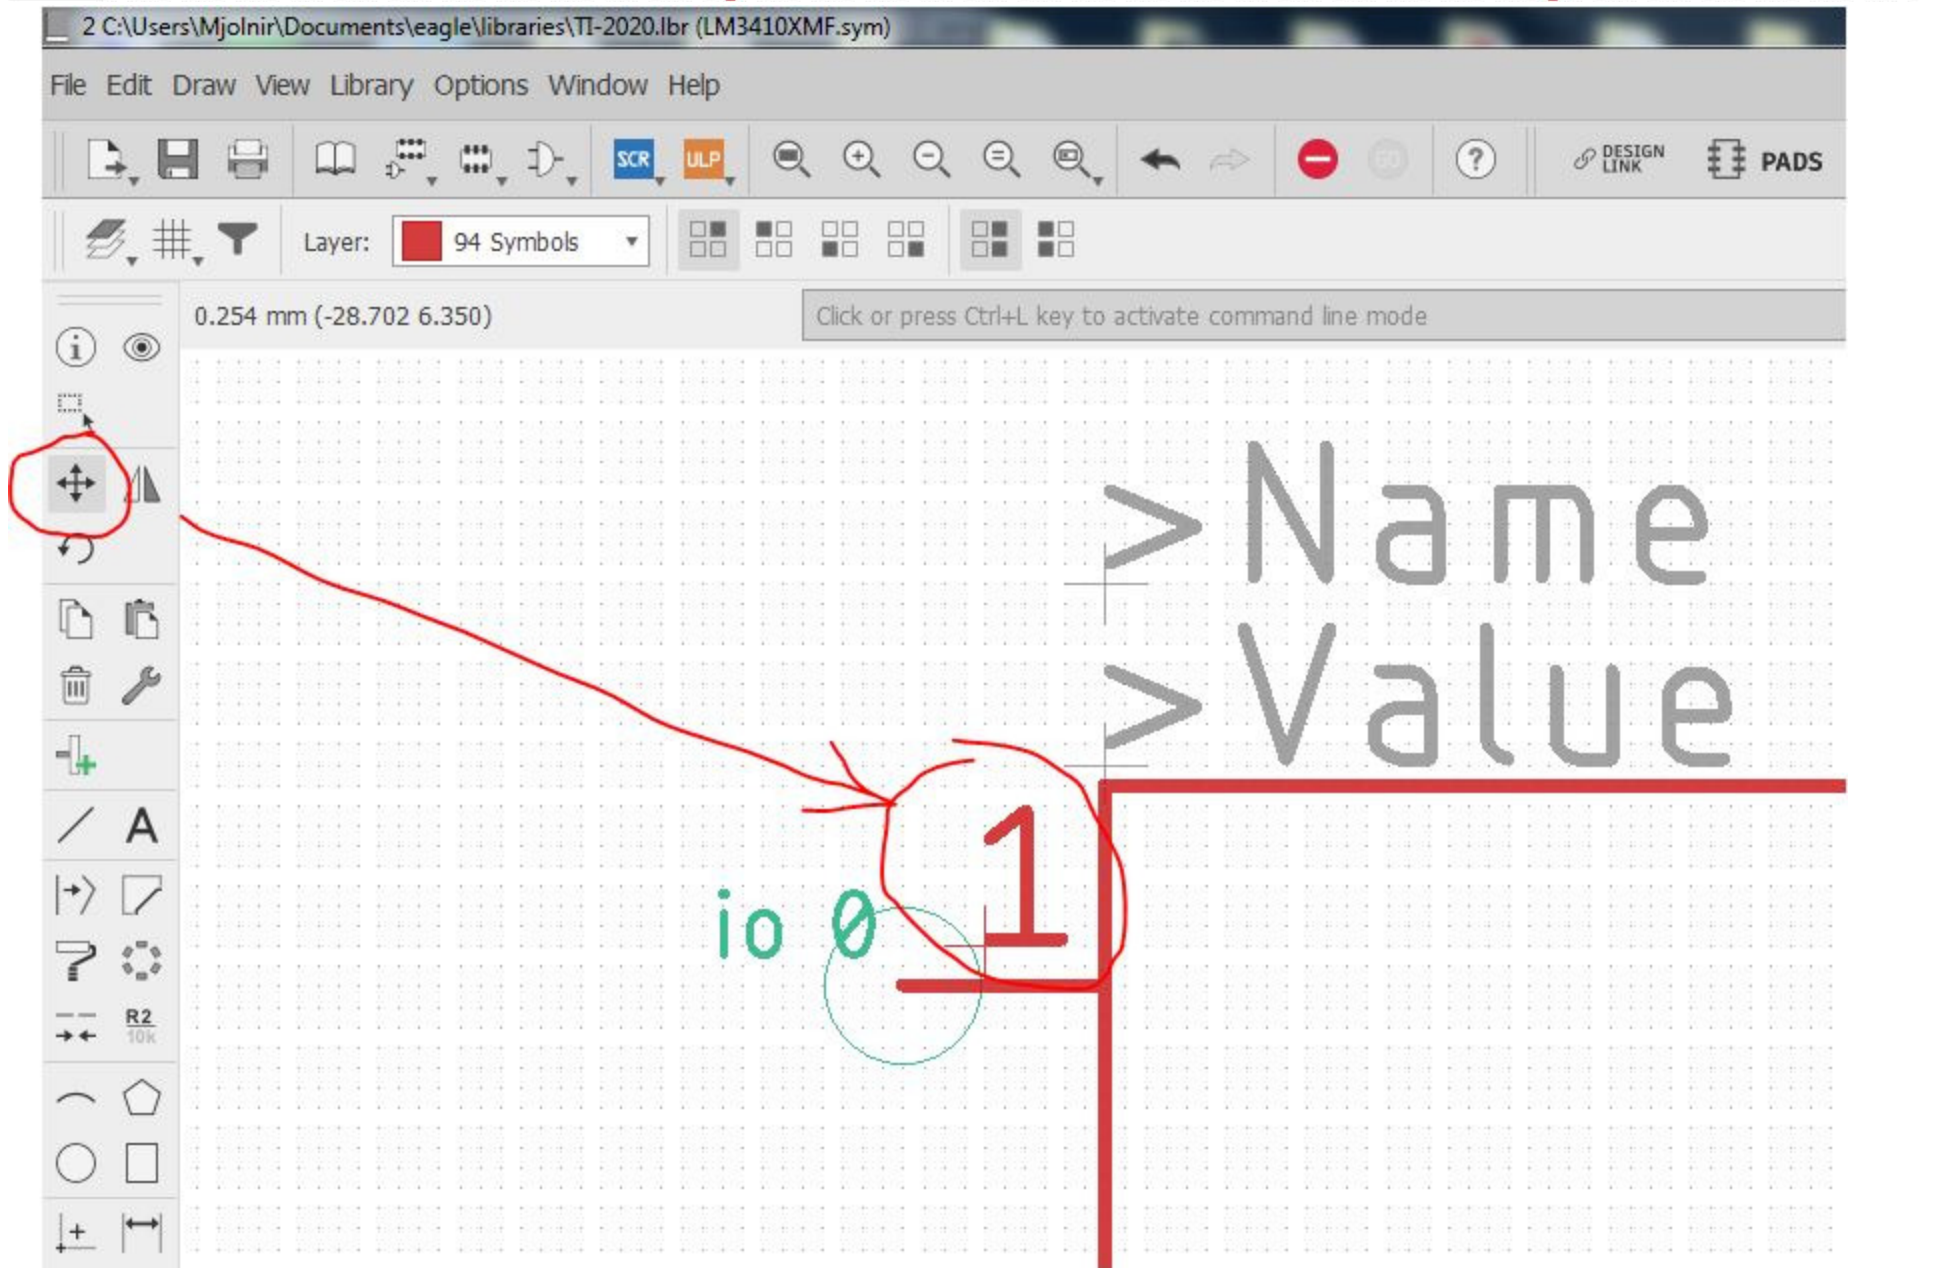 2 C:\Users\Mjolnir\Documents\eagle\libraries\TI-2020.lbr (LM3410XMF.sym)
File Edit Draw View Library Options Window Help
SCR ULP GO ? DESIGN LINK PADS
Layer: 94 Symbols
0.254 mm (-28.702 6.350) Click or press Ctrl+L key to activate command line mode
i
>Name
>Value
A
1
io 0
R2
10k